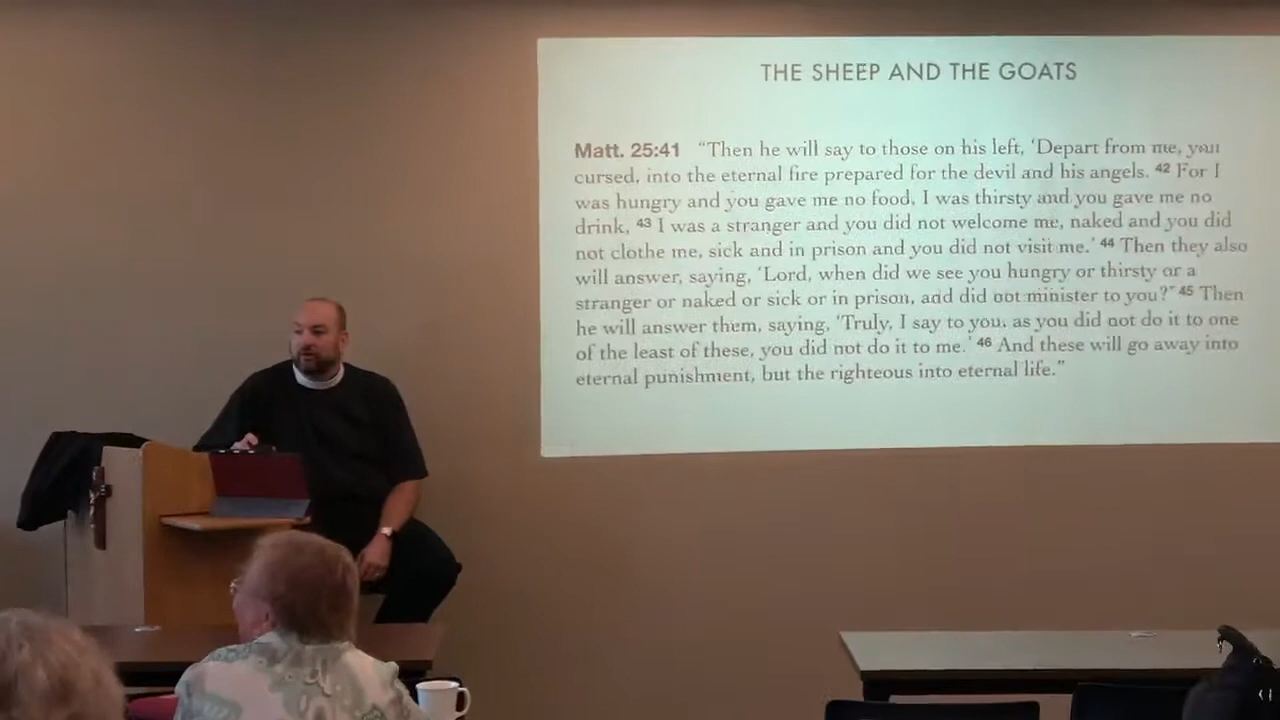 THE SHEEP AND THE GOATS
Matt. 25:41 “Then he will say to those on his left, ‘Depart from me, you
cursed, into the eternal fire prepared for the devil and his angels. 42 For I
was hungry and you gave me no food, I was thirsty and you gave me no
drink, 43 I was a stranger and you did not welcome me, naked and you did
not clothe me, sick and in prison and you did not visit me.’ 44 Then they also
will answer, saying, ‘Lord, when did we see you hungry or thirsty or a
stranger or naked or sick or in prison, and did not minister to you?’ 45 Then
he will answer them, saying, ‘Truly, I say to you, as you did not do it to one
of the least of these, you did not do it to me.’ 46 And these will go away into
eternal punishment, but the righteous into eternal life.”